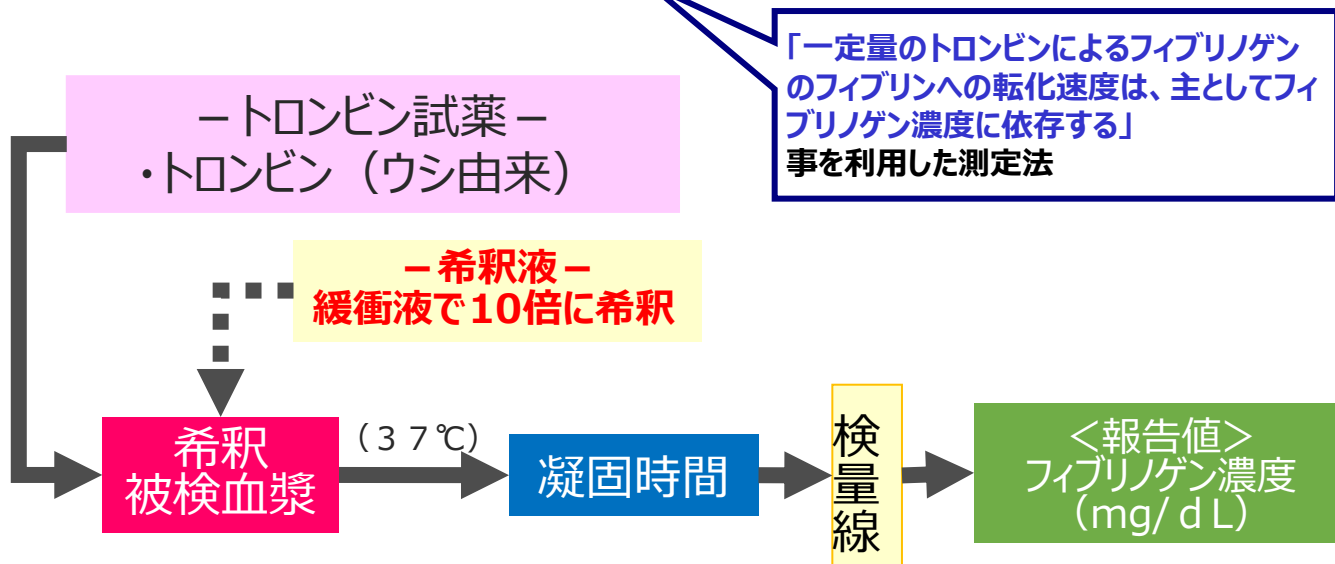 「一定量のトロンビンによるフィブリノゲン
のフィブリンへの転化速度は、主としてフィ
ブリノゲン濃度に依存する」
事を利用した測定法
－トロンビン試薬－
・トロンビン（ウシ由来）
－希釈液－
緩衝液で10倍に希釈
希釈
被検血漿
（３７℃）
凝固時間
検
量
線
＜報告値＞
フィブリノゲン濃度
（mg/ｄL）